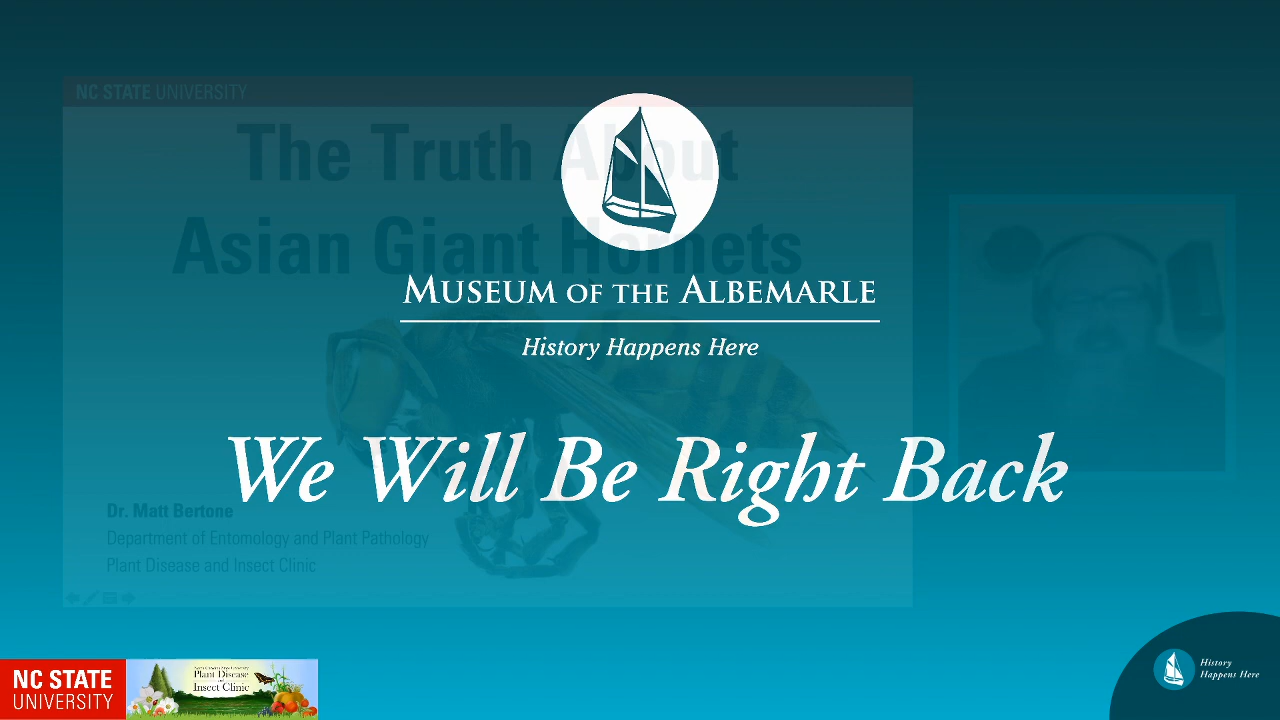 NC STATE UNIVERSITY
The Truth About
Asian Giant Hornets
MUSEUM OF THE ALBEMARLE
History Happens Here
We Will Be Right Back
Dr. Matt Bertone
Department of Entomology and Plant Pathology
Plant Disease and Insect Clinic
NC STATE
UNIVERSITY
Plant Disease
and
Insect Clinic
History
Happens Here